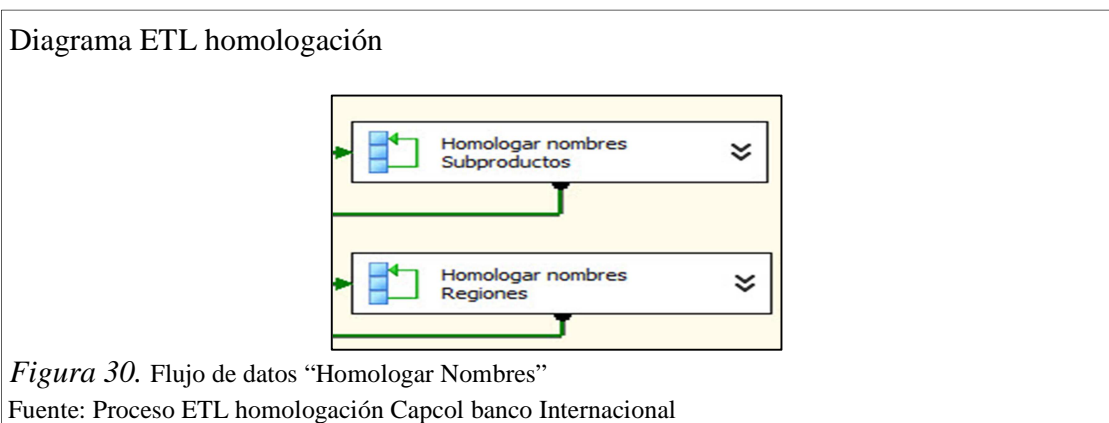 Diagrama ETL homologación
Homologar nombres
Subproductos
Homologar nombres
Regiones
Figura 30. Flujo de datos “Homologar Nombres”
Fuente: Proceso ETL homologación Capcol banco Internacional